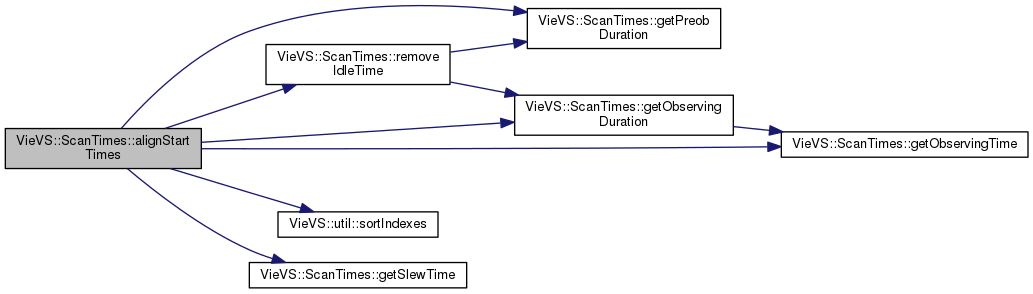 VieVS::ScanTimes::alignStart
Times
VieVS::ScanTimes::remove
IdleTime
VieVS::ScanTimes::getPreob
Duration
VieVS::ScanTimes::getObserving
Duration
VieVS::ScanTimes::getObservingTime
VieVS::util::sortIndexes
VieVS::ScanTimes::getSlewTime